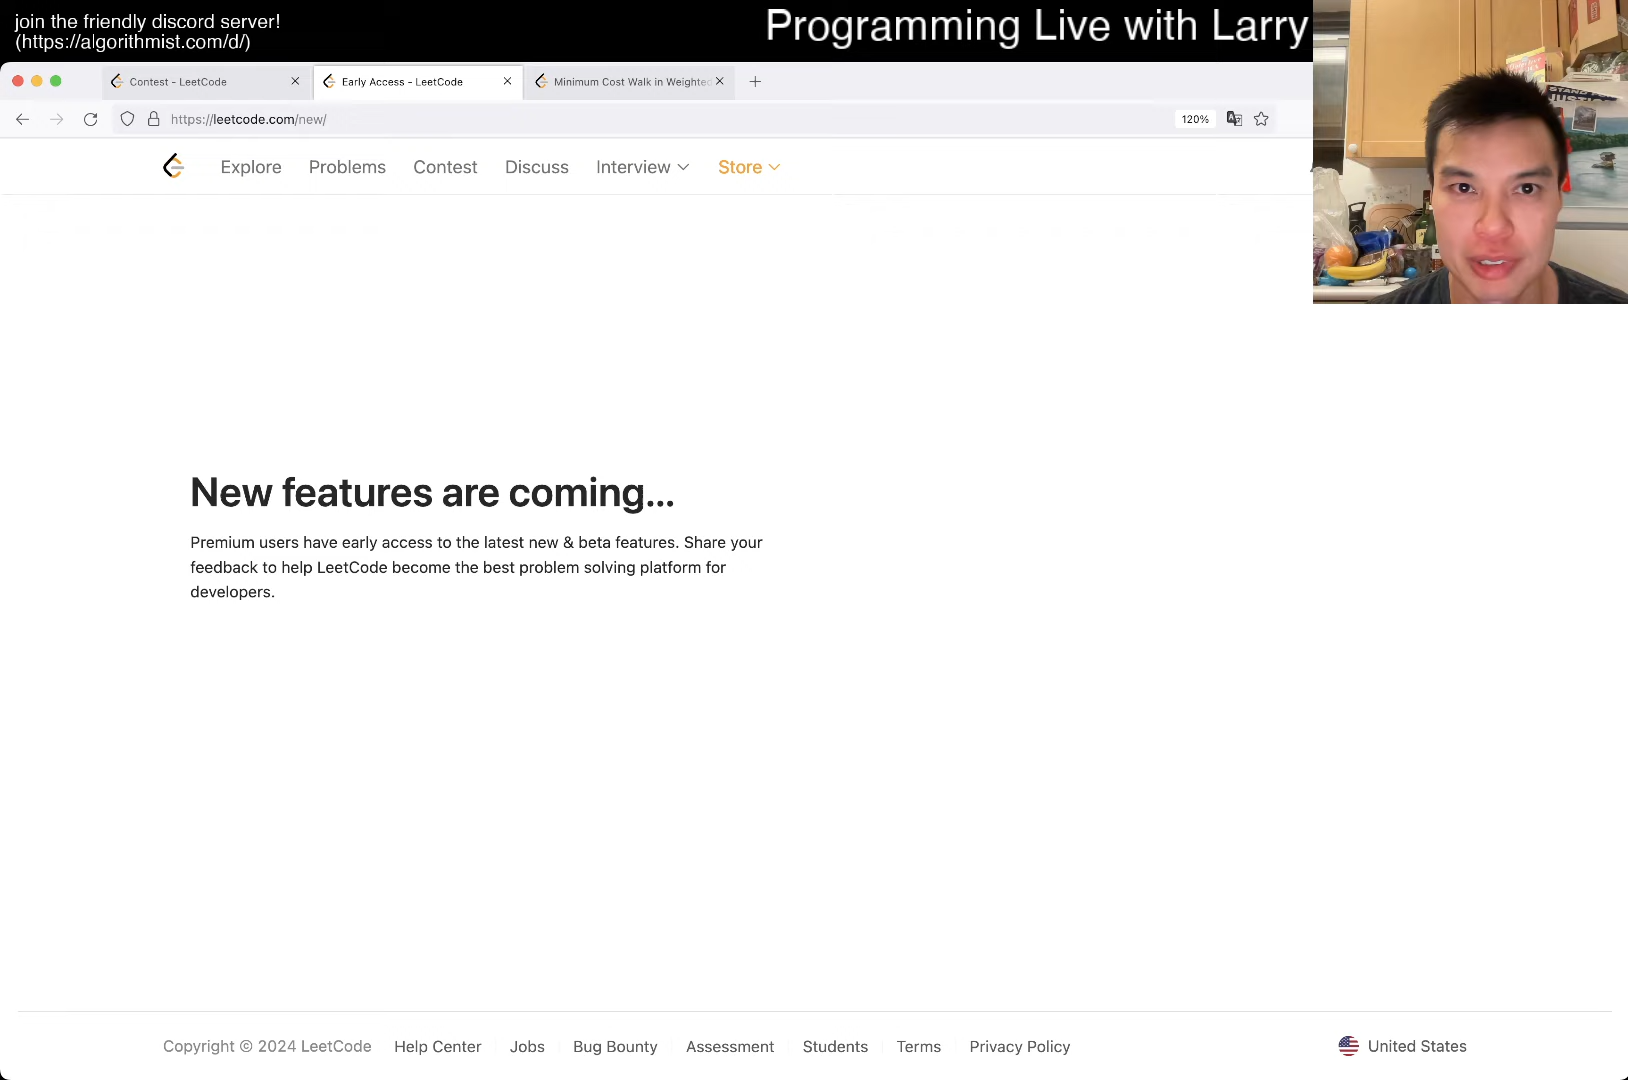 join the friendly discord server!
(https://algorithmist.com/d/)
Programming Live with Larry
Contest - LeetCode
Early Access - LeetCode
Minimum Cost Walk in Weighted
https://leetcode.com/new/
120%
Explore
Problems
Contest
Discuss
Interview
Store
New features are coming...
Premium users have early access to the latest new & beta features. Share your
feedback to help LeetCode become the best problem solving platform for
developers.
Copyright © 2024 LeetCode
Help Center
Jobs
Bug Bounty
Assessment
Students
Terms
Privacy Policy
United States